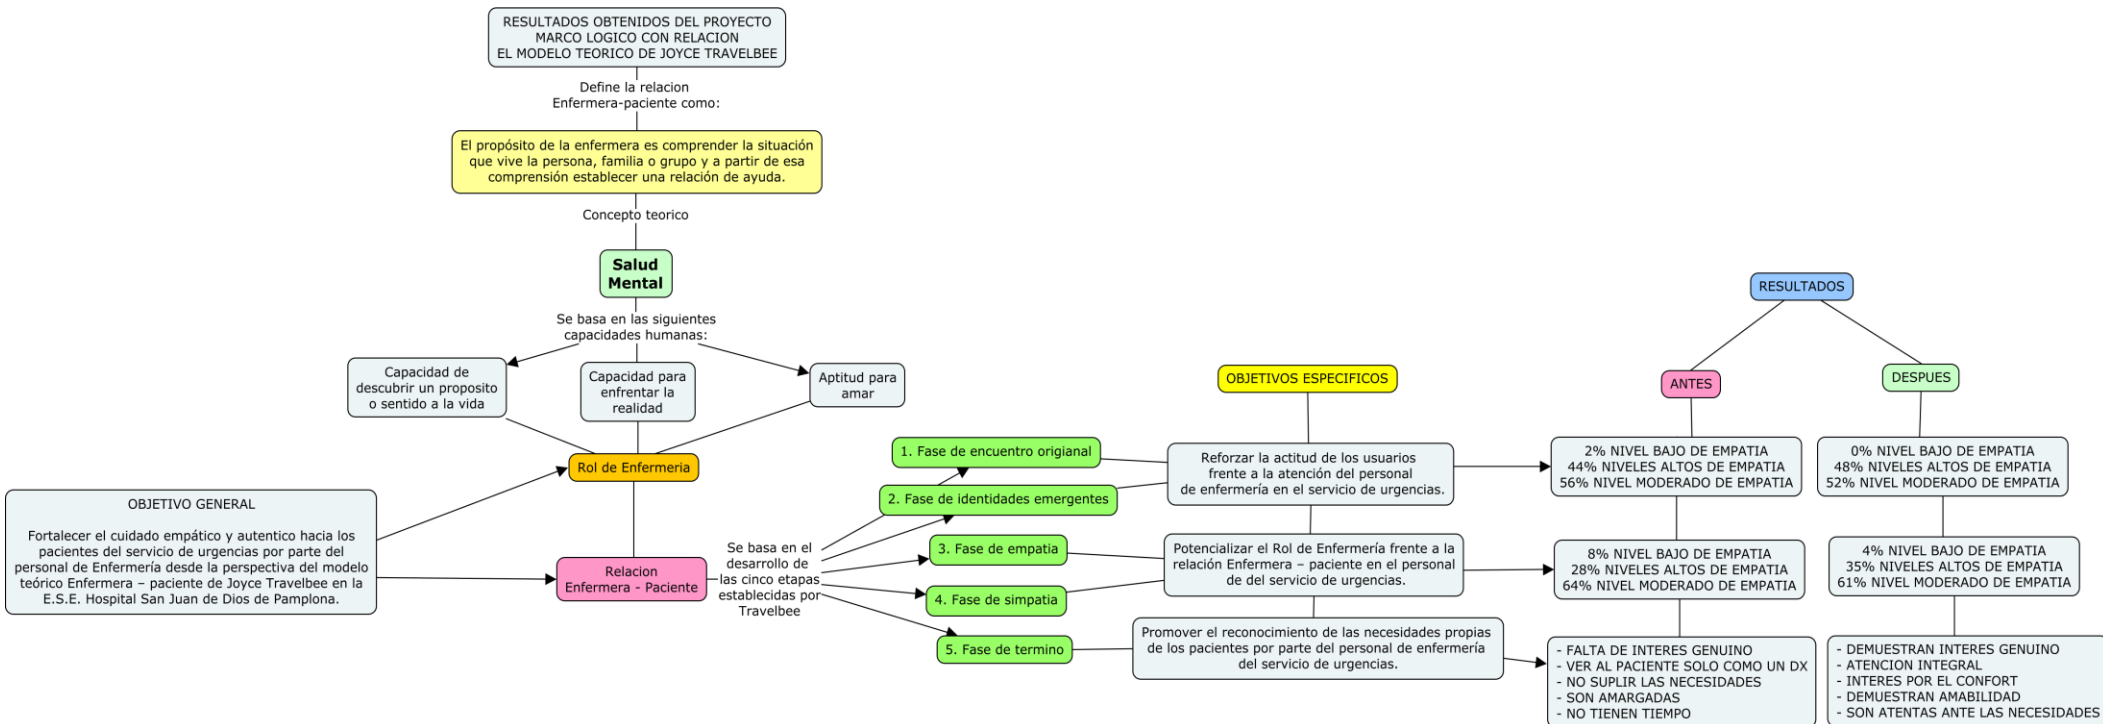 RESULTADOS OBTENIDOS DEL PROYECTO
MARCO LOGICO CON RELACION
EL MODELO TEORICO DE JOYCE TRAVELBEE
Define la relacion
Enfermera-paciente como:
El propósito de la enfermera es comprender la situación
que vive la persona, familia o grupo y a partir de esa
comprensión establecer una relación de ayuda.
Concepto teorico
Salud
Mental
Se basa en las siguientes
capacidades humanas:
Capacidad de
descubrir un proposito
o sentido a la vida
Capacidad para
enfrentar la
realidad
Aptitud para
amar
Rol de Enfermeria
OBJETIVO GENERAL
Fortalecer el cuidado empático y autentico hacia los
pacientes del servicio de urgencias por parte del
personal de Enfermería desde la perspectiva del modelo
teórico Enfermera – paciente de Joyce Travelbee en la
E.S.E. Hospital San Juan de Dios de Pamplona.
Relacion
Enfermera - Paciente
Se basa en el
desarrollo de
las cinco etapas
establecidas por
Travelbee
1. Fase de encuentro origianal
2. Fase de identidades emergentes
3. Fase de empatia
4. Fase de simpatia
5. Fase de termino
OBJETIVOS ESPECIFICOS
Reforzar la actitud de los usuarios
frente a la atención del personal
de enfermería en el servicio de urgencias.
Potencializar el Rol de Enfermería frente a la
relación Enfermera – paciente en el personal
de del servicio de urgencias.
Promover el reconocimiento de las necesidades propias
de los pacientes por parte del personal de enfermería
del servicio de urgencias.
RESULTADOS
ANTES
2% NIVEL BAJO DE EMPATIA
44% NIVELES ALTOS DE EMPATIA
56% NIVEL MODERADO DE EMPATIA
8% NIVEL BAJO DE EMPATIA
28% NIVELES ALTOS DE EMPATIA
64% NIVEL MODERADO DE EMPATIA
- FALTA DE INTERES GENUINO
- VER AL PACIENTE SOLO COMO UN DX
- NO SUPLIR LAS NECESIDADES
- SON AMARGADAS
- NO TIENEN TIEMPO
DESPUES
0% NIVEL BAJO DE EMPATIA
48% NIVELES ALTOS DE EMPATIA
52% NIVEL MODERADO DE EMPATIA
4% NIVEL BAJO DE EMPATIA
35% NIVELES ALTOS DE EMPATIA
61% NIVEL MODERADO DE EMPATIA
- DEMUESTRAN INTERES GENUINO
- ATENCION INTEGRAL
- INTERES POR EL CONFORT
- DEMUESTRAN AMABILIDAD
- SON ATENTAS ANTE LAS NECESIDADES